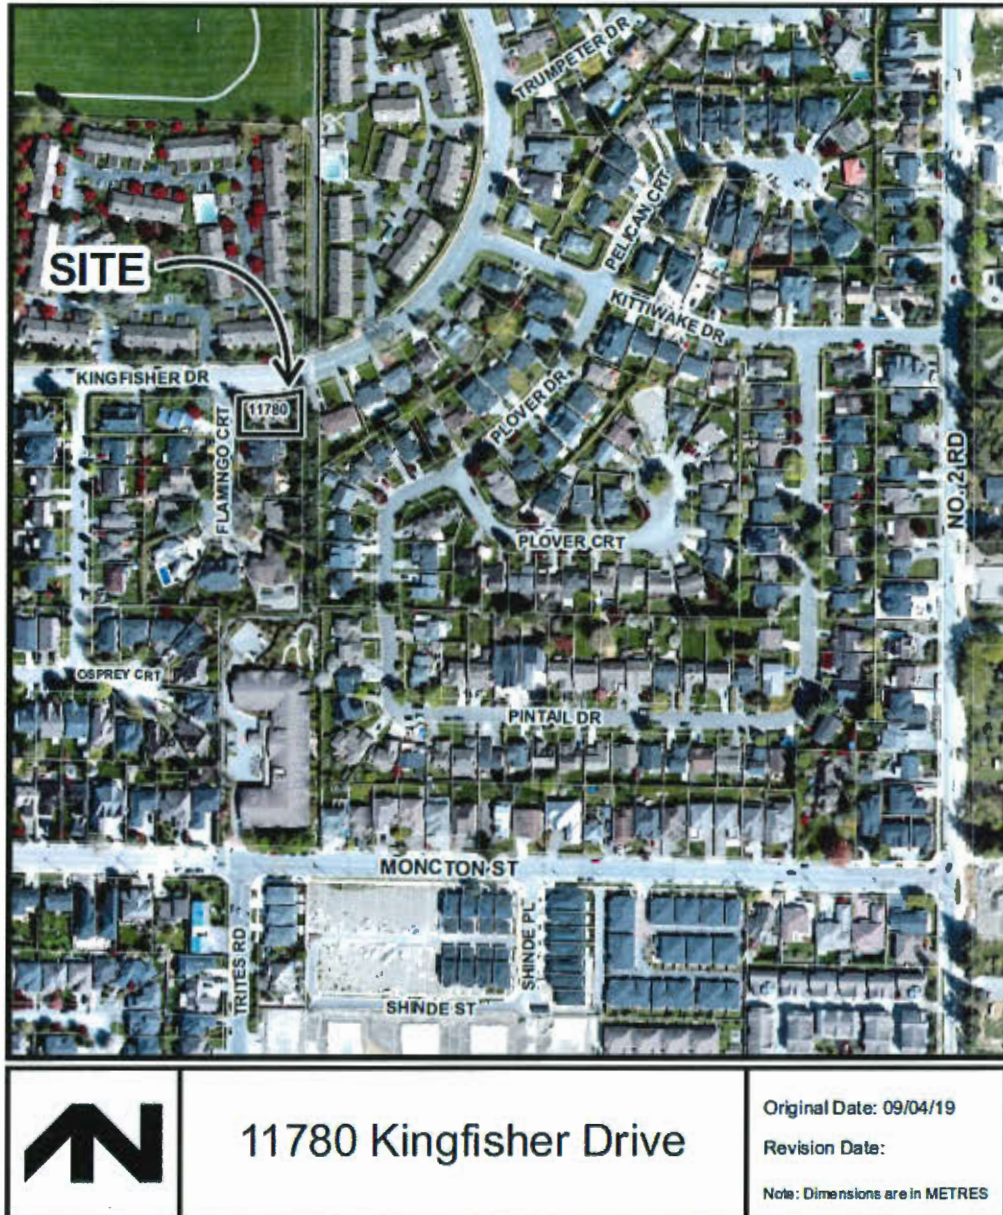 TRUMPETER DR
PELICAN CRT
SITE
KITTIWAKE DR
KINGFISHER DR
11780
PLOVER DR
FLAMINGO CRT
NO. 2 RD
PLOVER CRT
OSPREY CRT
PINTAIL DR
MONCTON ST
TRITES RD
SHINDE PL
SHINDE ST
N
11780 Kingfisher Drive
Original Date: 09/04/19
Revision Date:
Note: Dimensions are in METRES